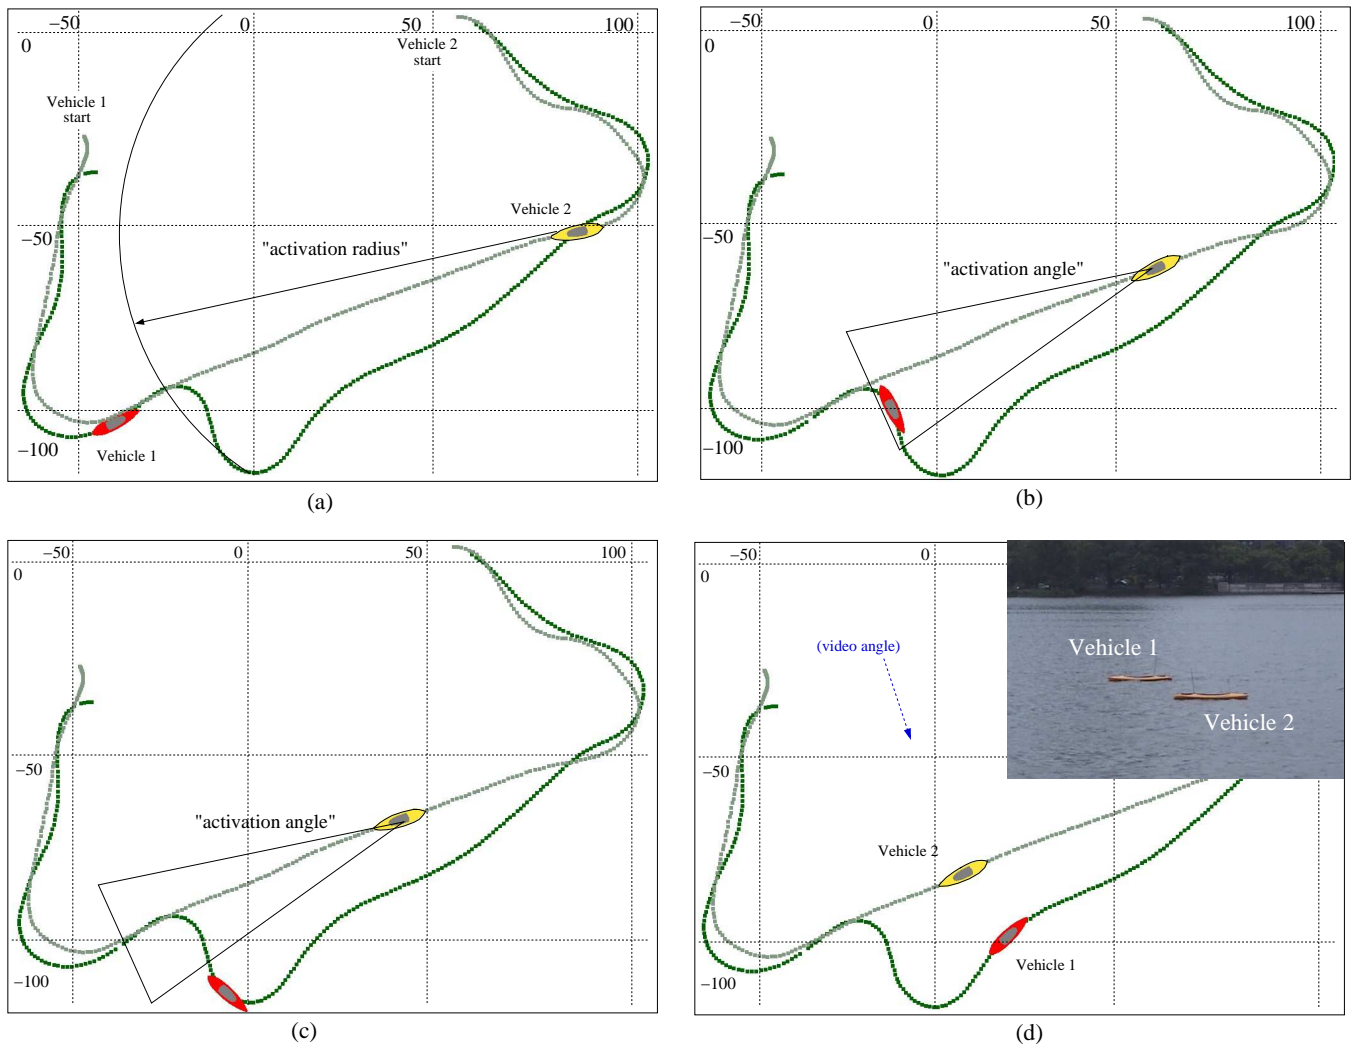 −50
0
50
100
0
Vehicle 2
start
Vehicle 1
start
Vehicle 2
−50
"activation radius"
−100
Vehicle 1
(a)
−50
0
50
100
0
−50
"activation angle"
−100
(b)
−50
0
50
100
0
−50
"activation angle"
−100
(c)
−50
0
0
(video angle)
Vehicle 1
Vehicle 2
−50
Vehicle 2
Vehicle 1
−100
(d)